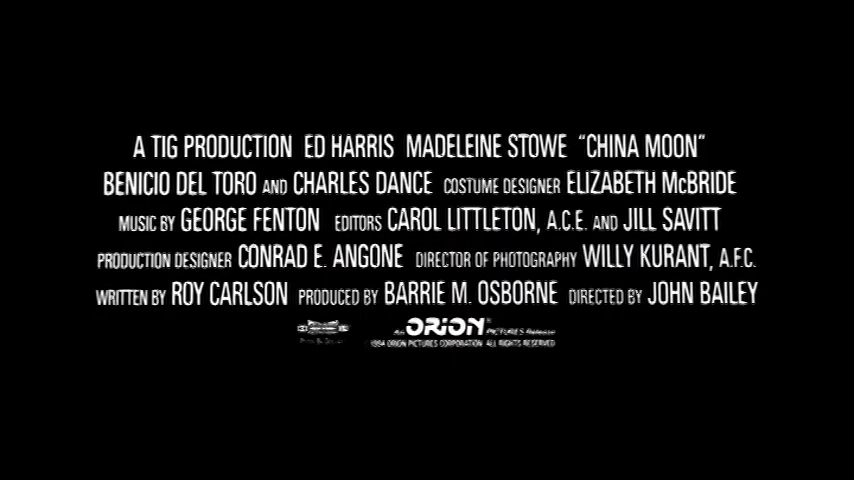 A TIG PRODUCTION ED HARRIS MADELEINE STOWE "CHINA MOON"
BENICIO DEL TORO AND CHARLES DANCE COSTUME DESIGNER ELIZABETH McBRIDE
MUSIC BY GEORGE FENTON EDITORS CAROL LITTLETON, A.C.E. AND JILL SAVITT
PRODUCTION DESIGNER CONRAD E. ANGONE DIRECTOR OF PHOTOGRAPHY WILLY KURANT, A.F.C.
WRITTEN BY ROY CARLSON PRODUCED BY BARRIE M. OSBORNE DIRECTED BY JOHN BAILEY
An ORION® PICTURES Release
1994 ORION PICTURES CORPORATION ALL RIGHTS RESERVED